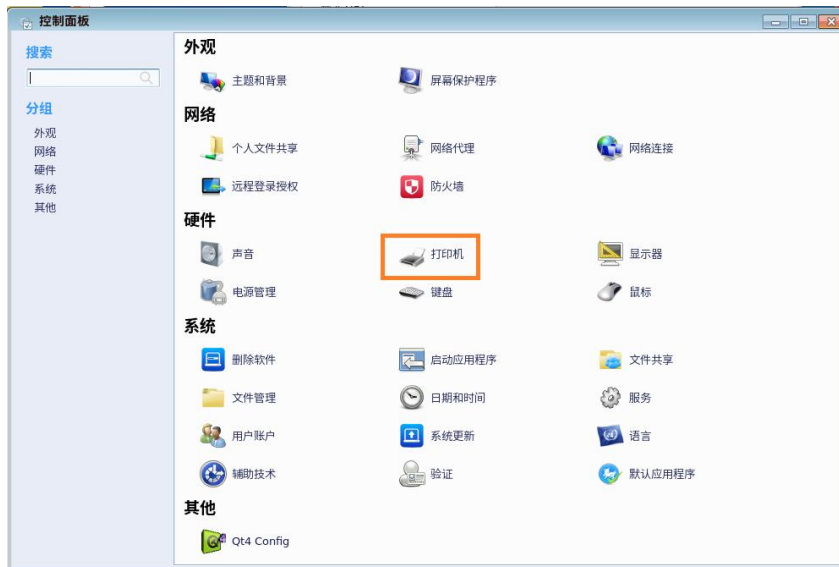 控制面板
搜索
分组
外观
网络
硬件
系统
其他
外观
主题和背景 屏幕保护程序
网络
个人文件共享 网络代理 网络连接
远程登录授权 防火墙
硬件
声音 打印机 显示器
电源管理 键盘 鼠标
系统
删除软件 启动应用程序 文件共享
文件管理 日期和时间 服务
用户账户 系统更新 语言
辅助技术 验证 默认应用程序
其他
Qt4 Config